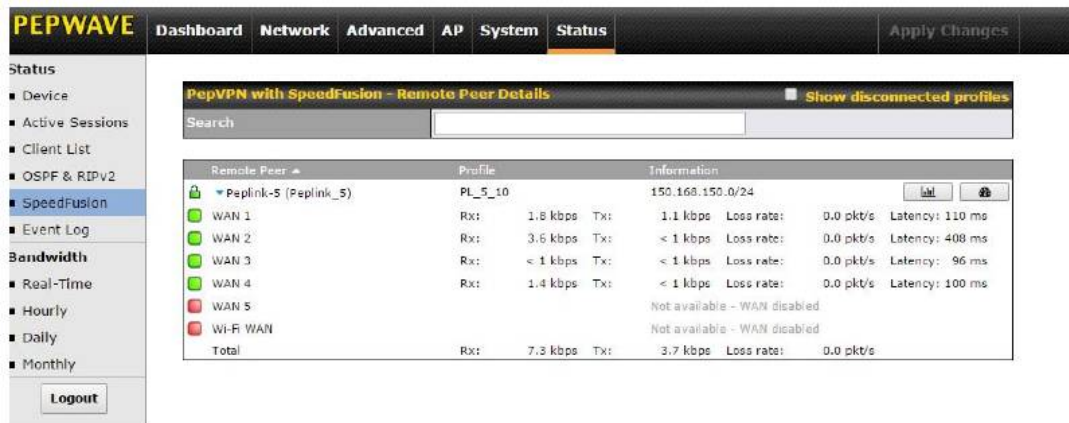 PEPWAVE
Dashboard Network Advanced AP System Status Apply Changes
Status
Device
Active Sessions
Client List
OSPF & RIPv2
SpeedFusion
Event Log
Bandwidth
Real-Time
Hourly
Daily
Monthly
Logout
PepVPN with SpeedFusion - Remote Peer Details Show disconnected profiles
Search
Remote Peer Profile Information
Peplink-5 (Peplink_5) PL_5_10 150.168.150.0/24
WAN 1 Rx: 1.8 kbps Tx: 1.1 kbps Loss rate: 0.0 pkt/s Latency: 110 ms
WAN 2 Rx: 3.6 kbps Tx: < 1 kbps Loss rate: 0.0 pkt/s Latency: 408 ms
WAN 3 Rx: < 1 kbps Tx: < 1 kbps Loss rate: 0.0 pkt/s Latency: 96 ms
WAN 4 Rx: 1.4 kbps Tx: < 1 kbps Loss rate: 0.0 pkt/s Latency: 100 ms
WAN 5 Not available - WAN disabled
Wi-Fi WAN Not available - WAN disabled
Total Rx: 7.3 kbps Tx: 3.7 kbps Loss rate: 0.0 pkt/s